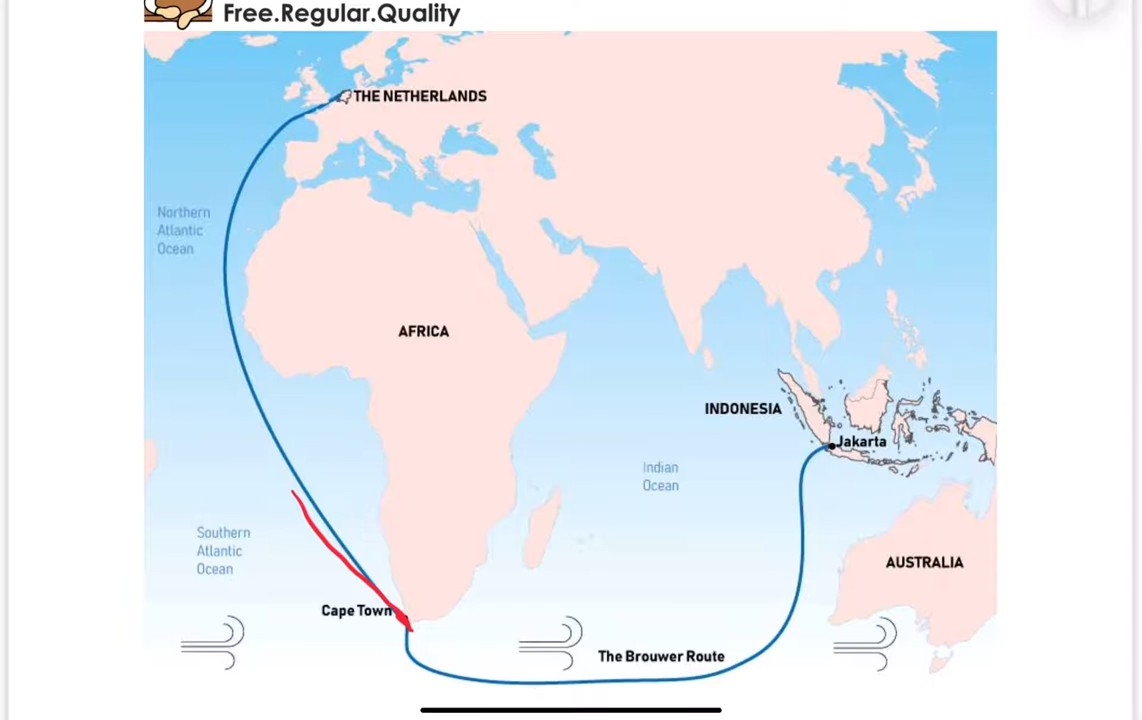 Free.Regular.Quality
THE NETHERLANDS
Northern
Atlantic
Ocean
AFRICA
INDONESIA
Jakarta
Indian
Ocean
Southern
Atlantic
Ocean
AUSTRALIA
Cape Town
The Brouwer Route